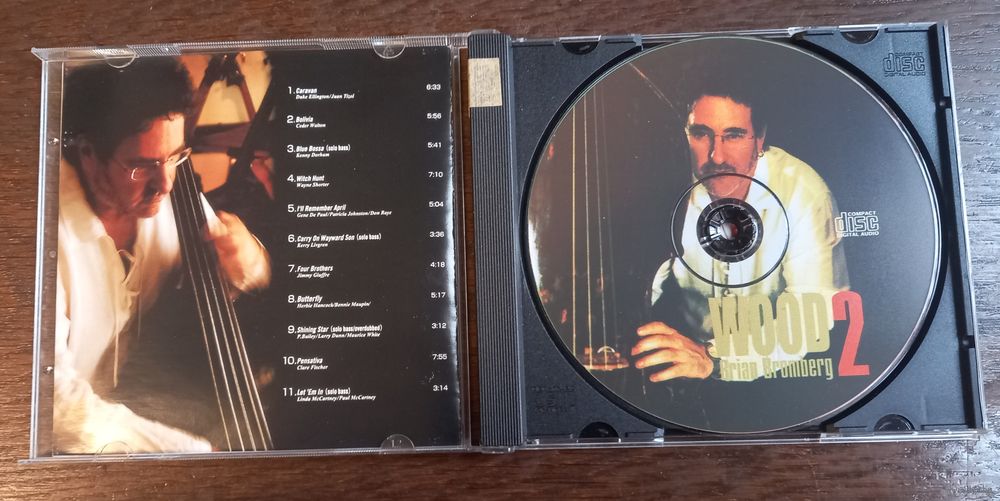 1. Caravan 6:33
Duke Ellington/Juan Tizol
2. Bolivia 5:56
Cedar Walton
3. Blue Bossa (solo bass) 5:41
Kenny Dorham
4. Witch Hunt 7:10
Wayne Shorter
5. I'll Remember April 5:04
Gene De Paul/Patricia Johnston/Don Raye
6. Carry On Wayward Son (solo bass) 3:36
Kerry Livgren
7. Four Brothers 4:18
Jimmy Giuffre
8. Butterfly 5:17
Herbie Hancock/Bennie Maupin/
9. Shining Star (solo bass/overdubbed) 3:12
P.Bailey/Larry Dunn/Maurice White
10. Pensativa 7:55
Clare Fischer
11. Let 'Em In (solo bass) 3:14
Linda McCartney/Paul McCartney
COMPACT
disc
DIGITAL AUDIO
COMPACT
disc
DIGITAL AUDIO
WOOD 2
Brian Bromberg